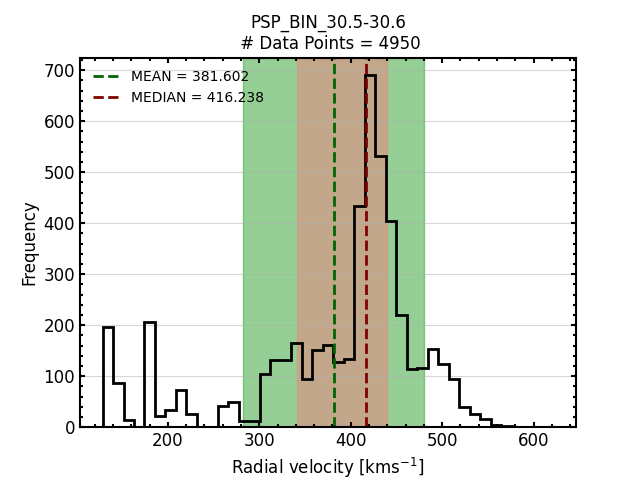 PSP_BIN_30.5-30.6
# Data Points = 4950
MEAN = 381.602
MEDIAN = 416.238
700
600
500
400
300
200
100
0
Frequency
200 300 400 500 600
Radial velocity [kms⁻¹]